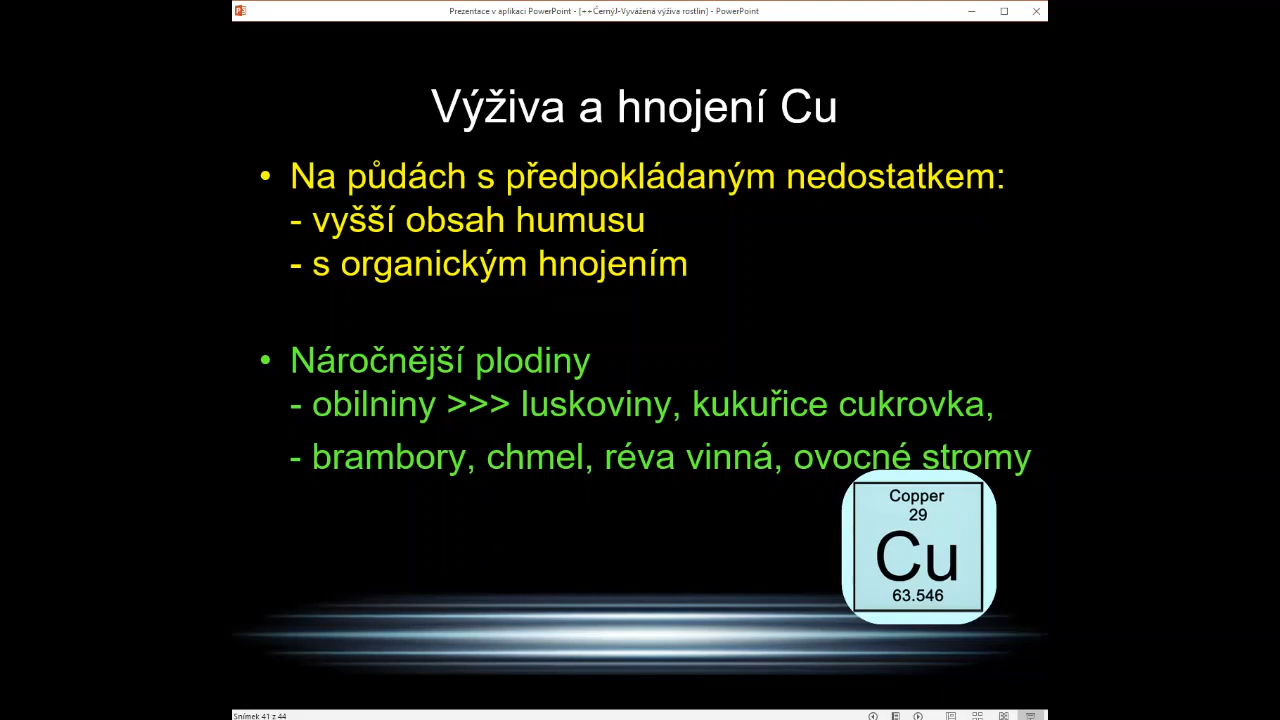 Prezentace v aplikaci PowerPoint - [++ČernýJ-Vyvážená výživa rostlin] - PowerPoint
Výživa a hnojení Cu
• Na půdách s předpokládaným nedostatkem:
- vyšší obsah humusu
- s organickým hnojením
• Náročnější plodiny
- obilniny >>> luskoviny, kukuřice cukrovka,
- brambory, chmel, réva vinná, ovocné stromy
Copper
29
Cu
63.546
Snímek 41 z 44